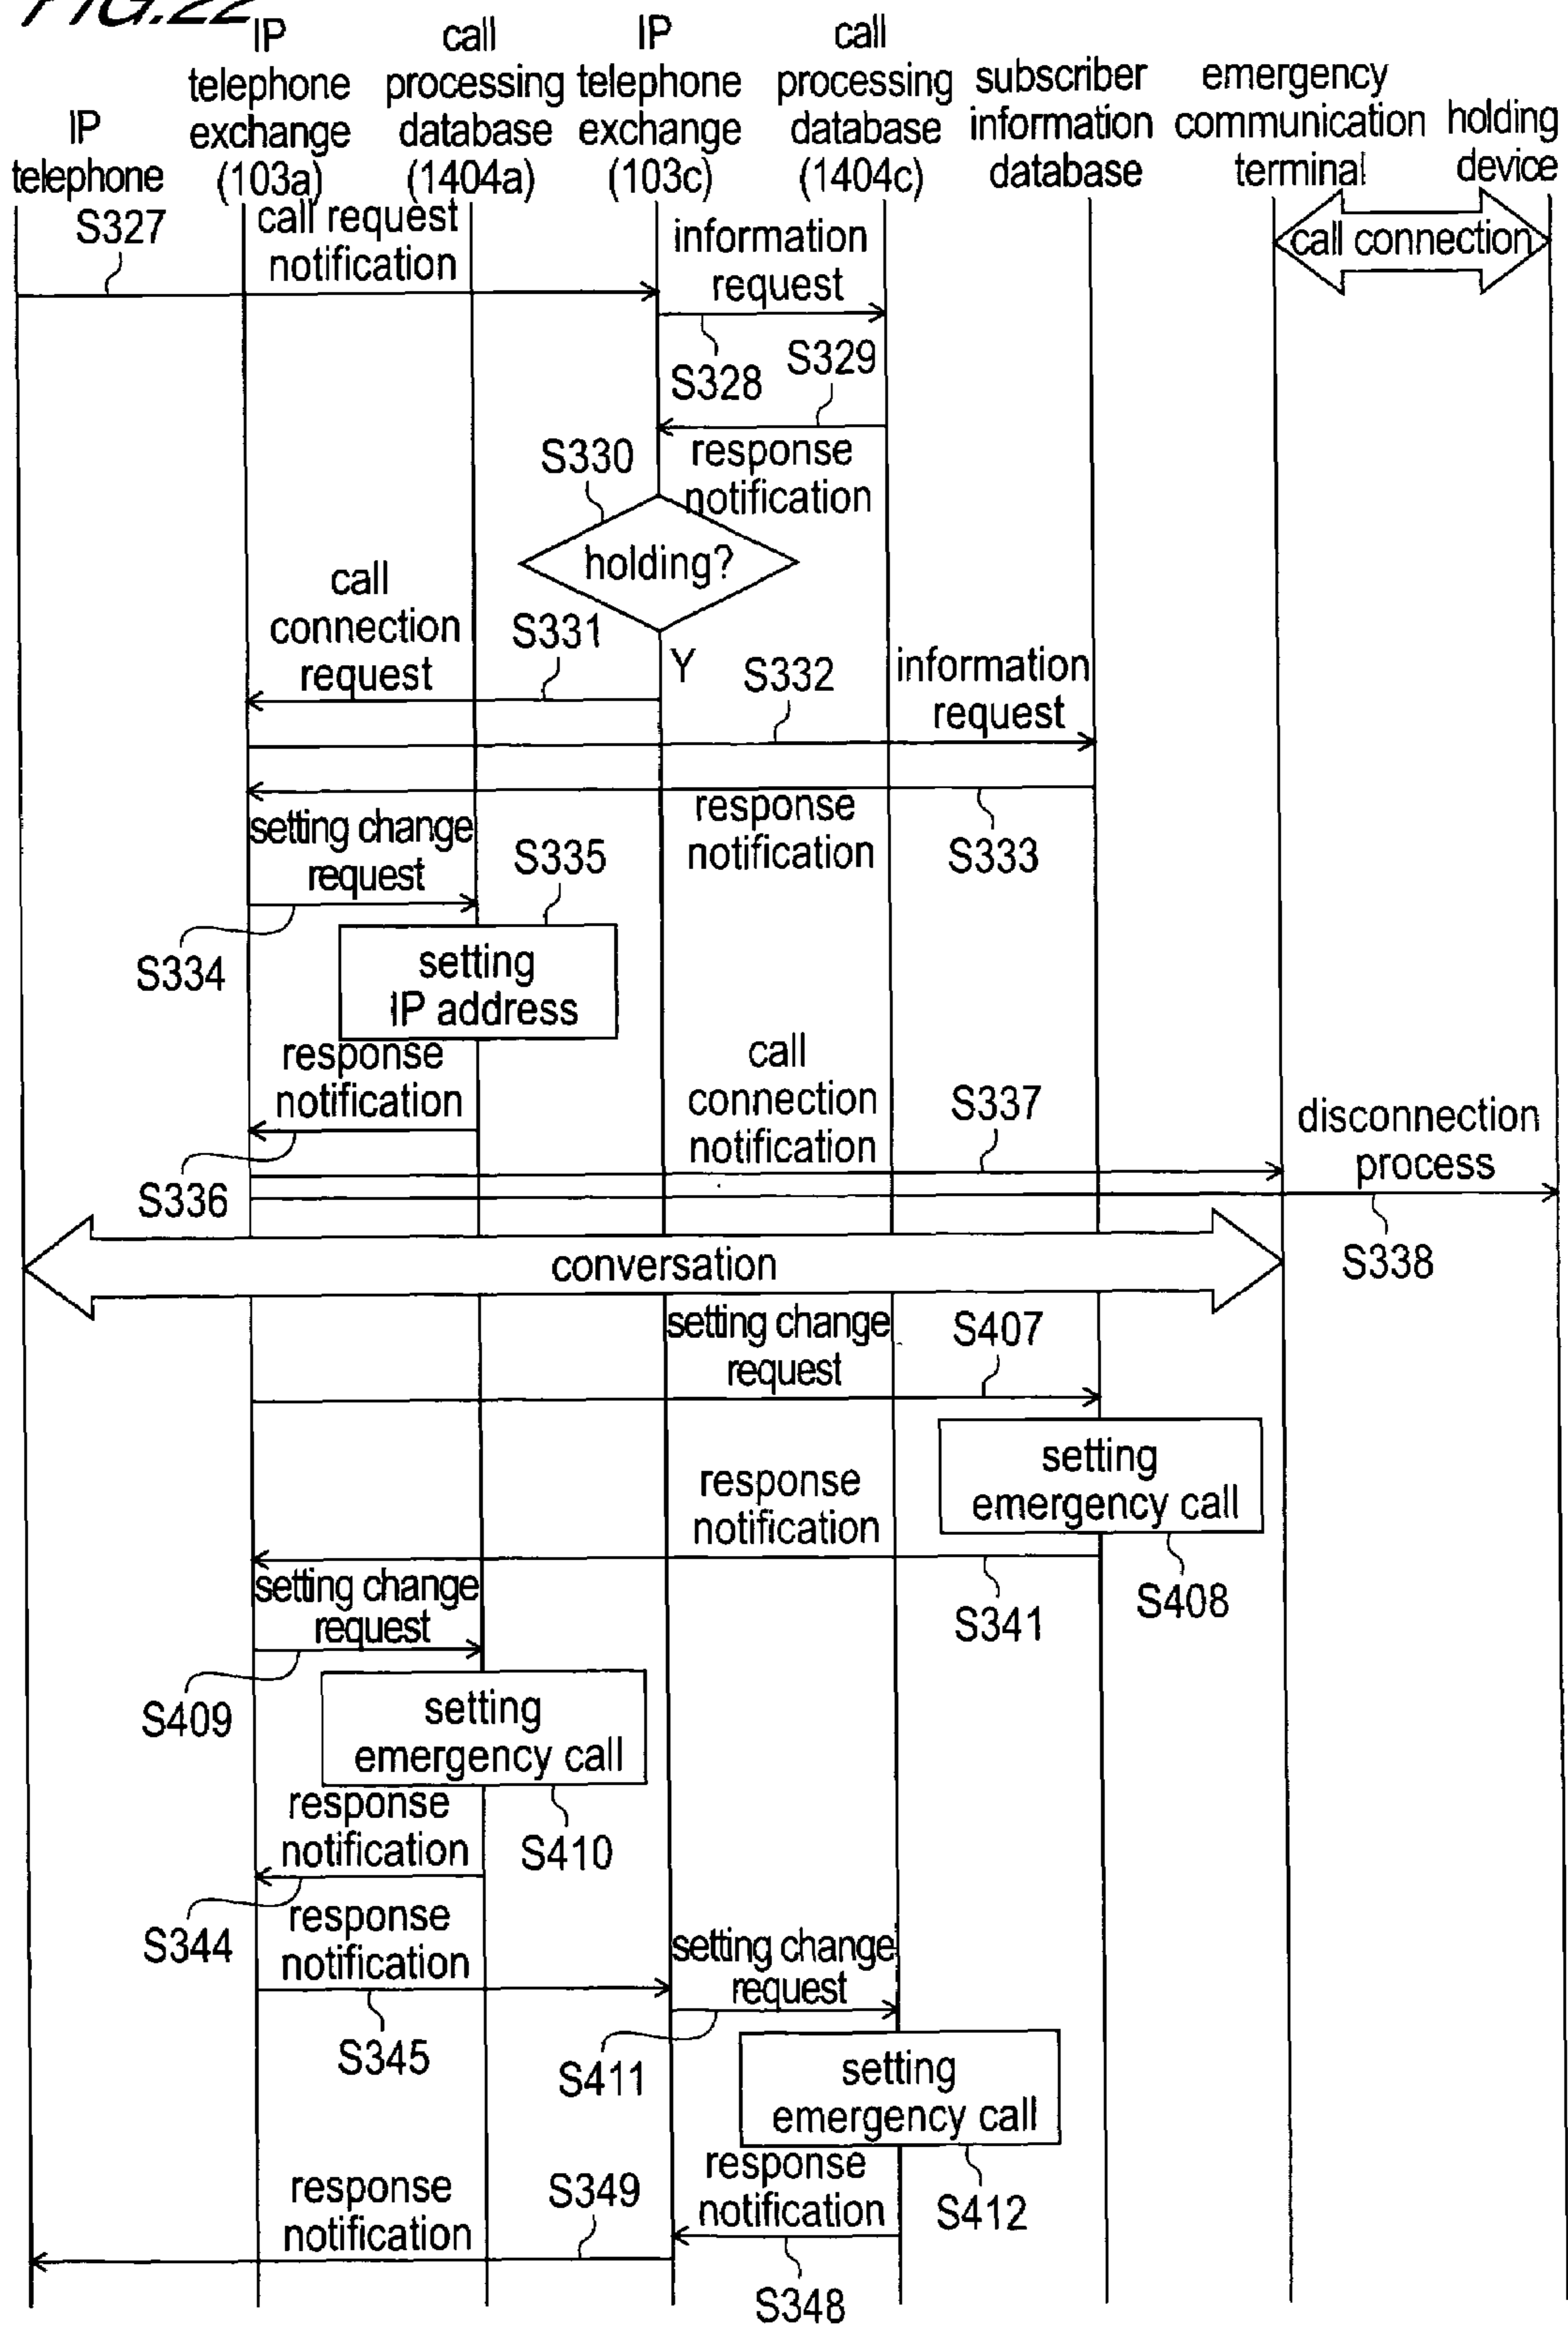 FIG.22
IP
telephone
IP
telephone
exchange
(103a)
call
processing
database
(1404a)
IP
telephone
exchange
(103c)
call
processing
database
(1404c)
subscriber
information
database
emergency
communication
terminal
holding
device
S327
call request
notification
information
request
call connection
S328
S329
response
notification
S330
holding?
call
connection
request
S331
Y
S332
information
request
response
notification
S333
setting change
request
S334
S335
setting
IP address
response
notification
S336
call
connection
notification
S337
disconnection
process
S338
conversation
setting change
request
S407
setting
emergency call
S408
response
notification
S341
setting change
request
S409
setting
emergency call
S410
response
notification
S344
response
notification
S345
setting change
request
S411
setting
emergency call
S412
response
notification
S348
response
notification
S349